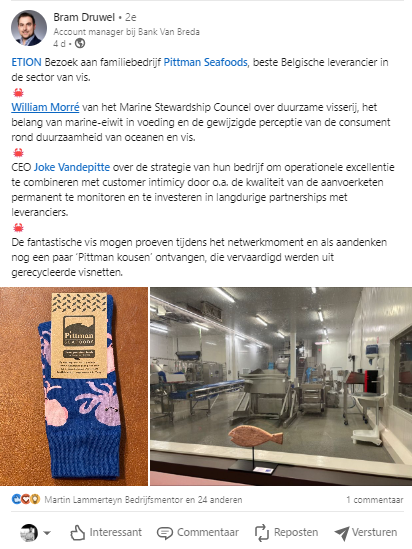 Bram Druwel • 2e
Account manager bij Bank Van Breda
4 d •
ETION Bezoek aan familiebedrijf Pittman Seafoods, beste Belgische leverancier in
de sector van vis.
William Morré van het Marine Stewardship Councel over duurzame visserij, het
belang van marine-eiwit in voeding en de gewijzigde perceptie van de consument
rond duurzaamheid van oceanen en vis.
CEO Joke Vandepitte over de strategie van hun bedrijf om operationele excellentie
te combineren met customer intimicy door o.a. de kwaliteit van de aanvoerketen
permanent te monitoren en te investeren in langdurige partnerships met
leveranciers.
De fantastische vis mogen proeven tijdens het netwerkmoment en als aandenken
nog een paar ‘Pittman kousen’ ontvangen, die vervaardigd werden uit
gerecycleerde visnetten.
Pittman
SEAFOODS
Martin Lammerteyn Bedrijfsmentor en 24 anderen
1 commentaar
Interessant
Commentaar
Reposten
Versturen